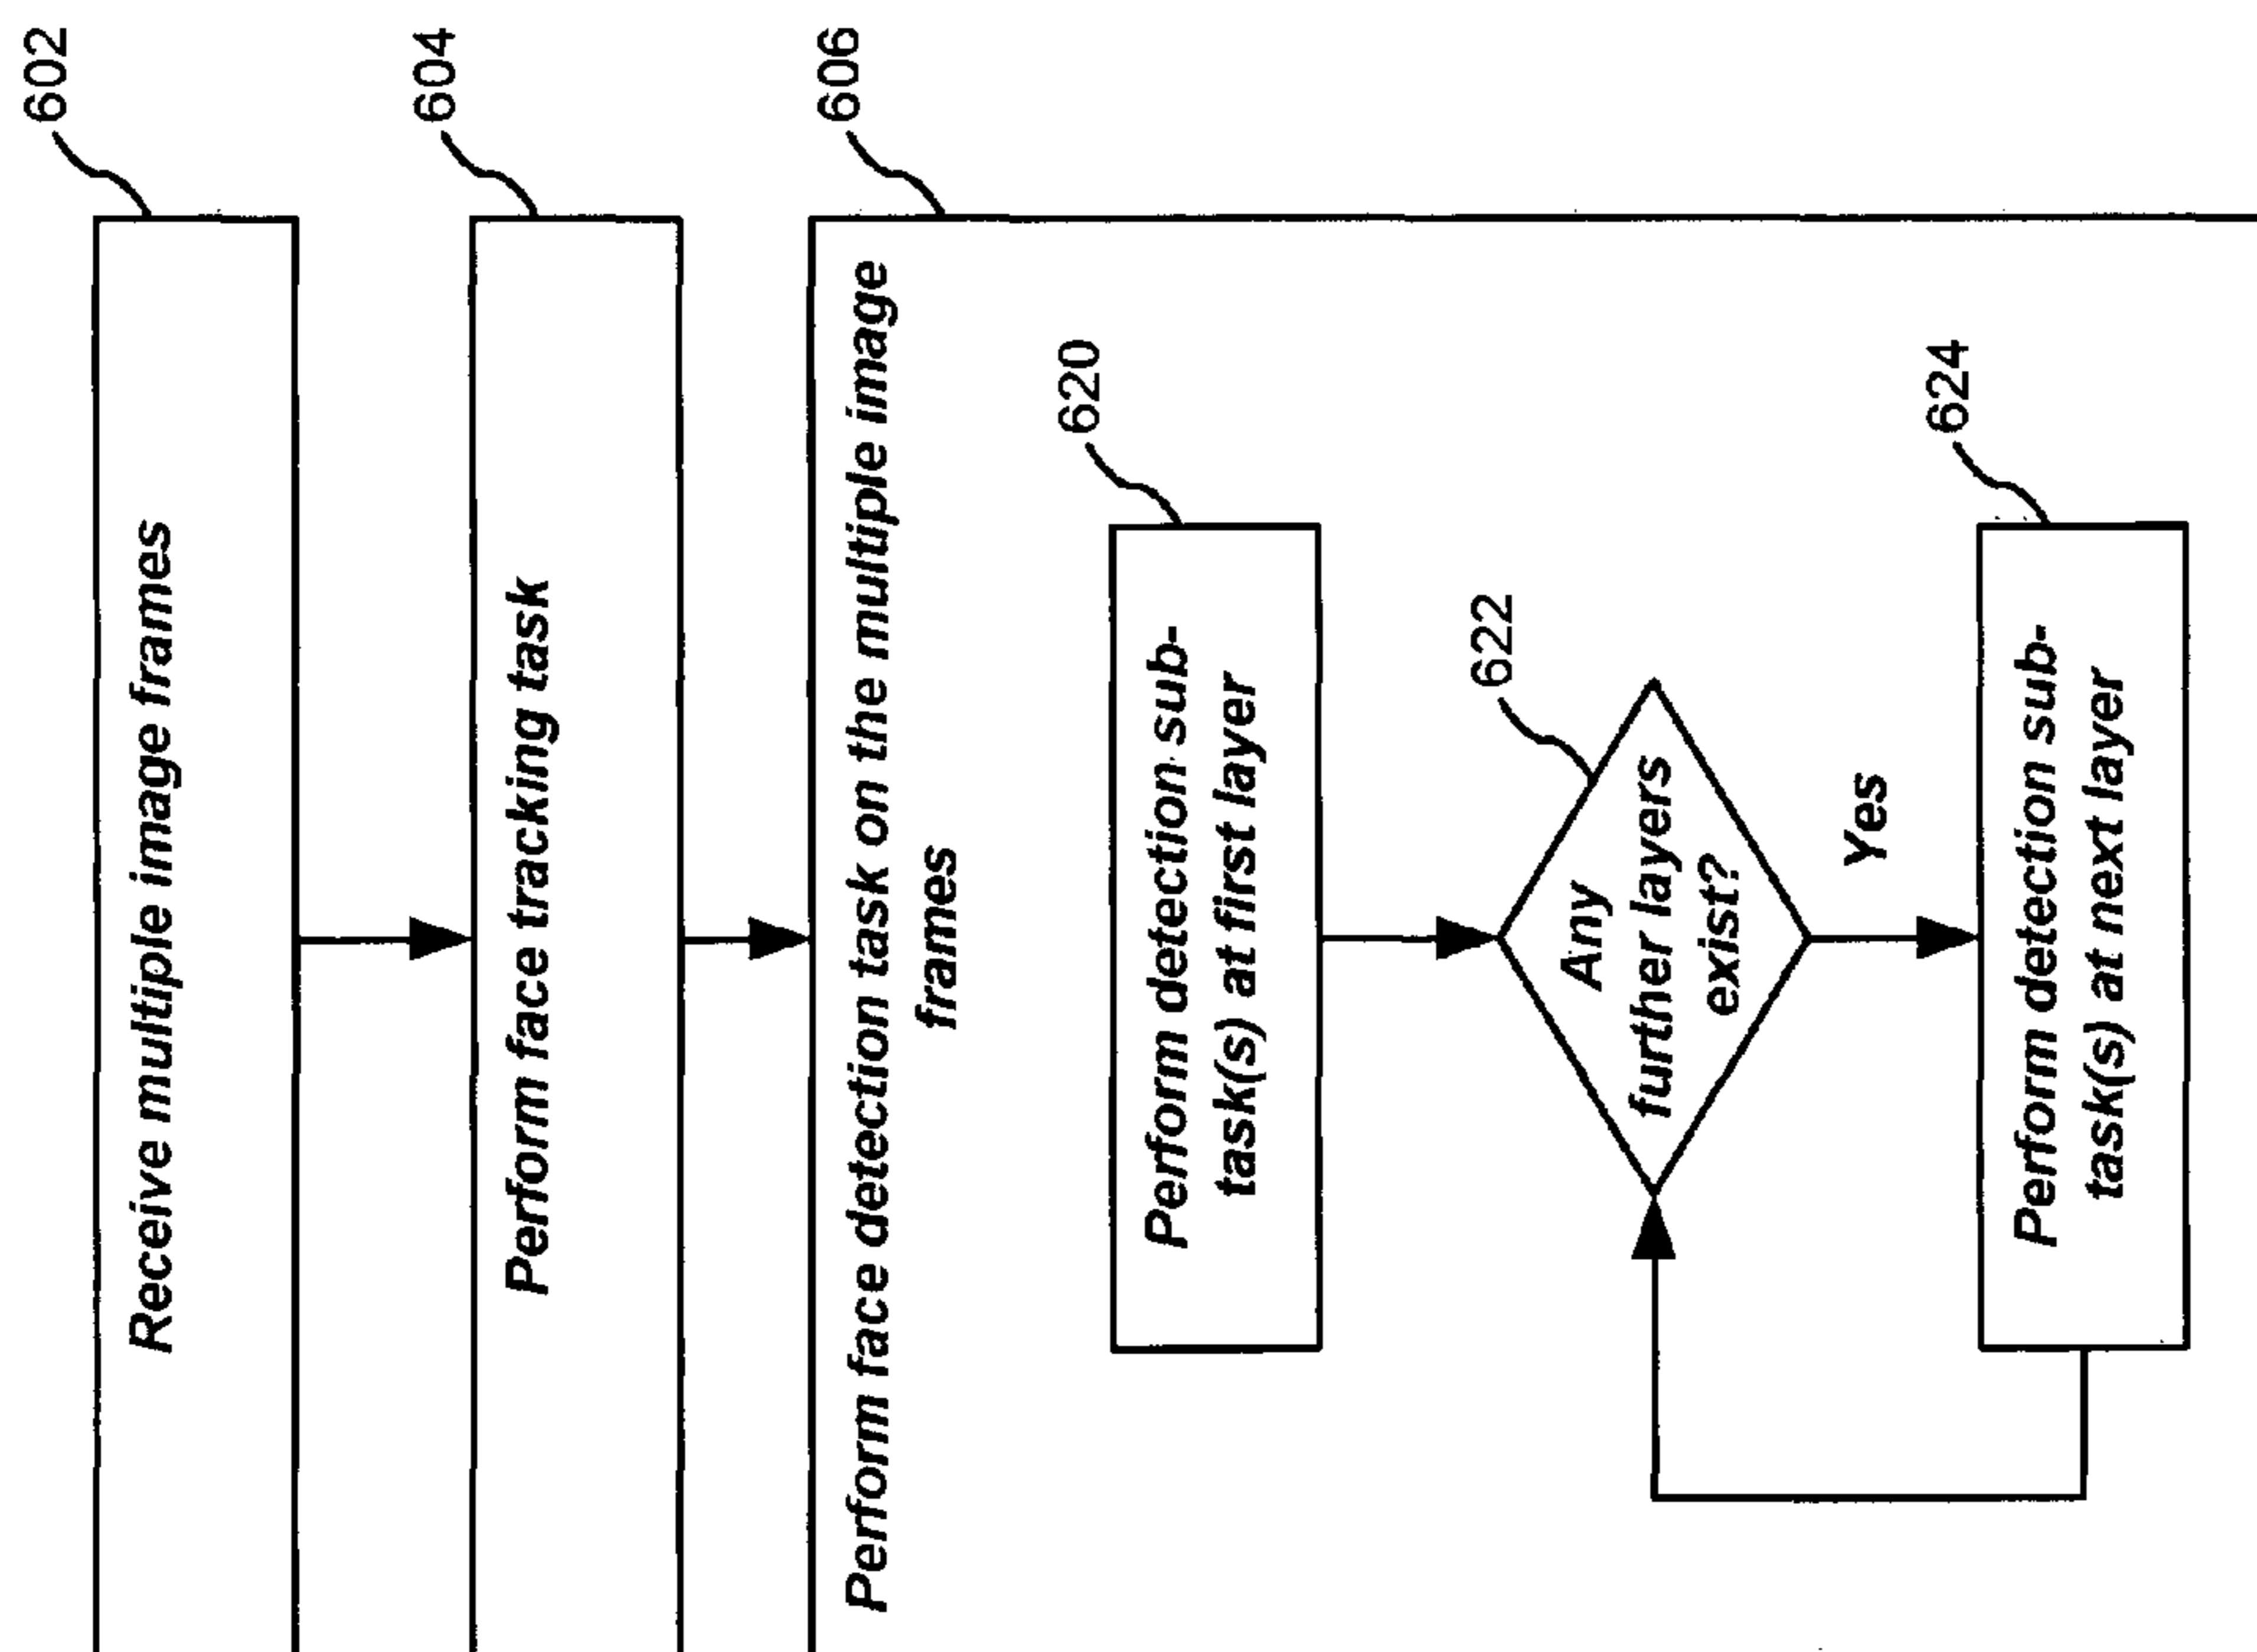 602
Receive multiple image frames
604
Perform face tracking task
606
Perform face detection task on the multiple image
frames
620
Perform detection sub-
task(s) at first layer
622
Any
further layers
exist?
Yes
624
Perform detection sub-
task(s) at next layer